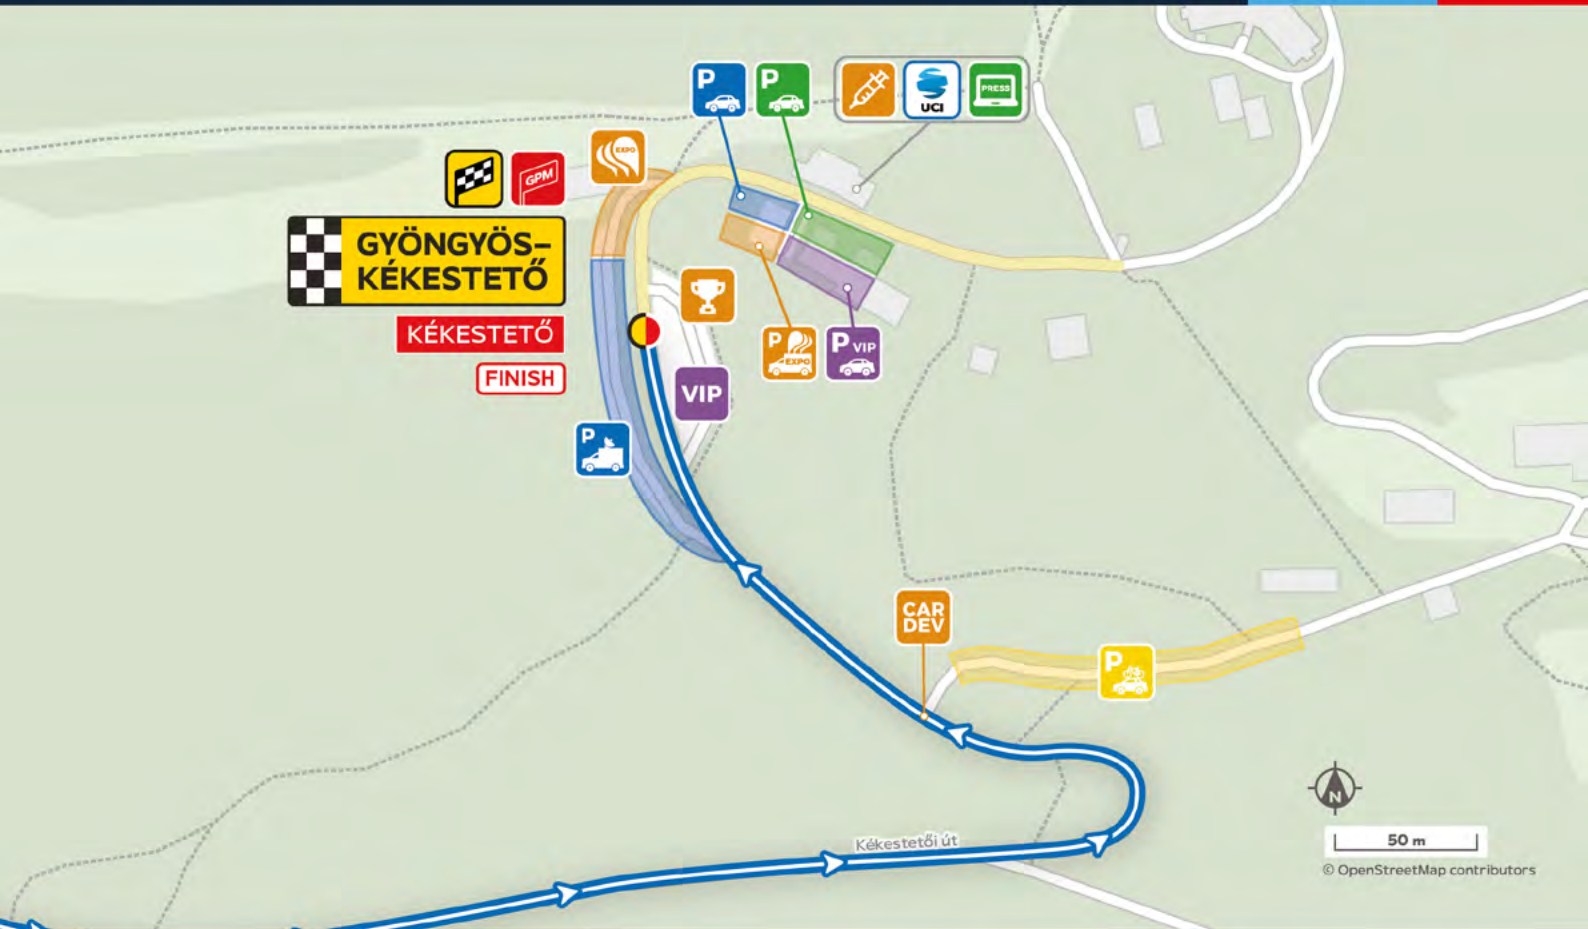 P
P
UCI
PRESS
EXPO
GPM
GYÖNGYÖS–
KÉKESTETŐ
KÉKESTETŐ
FINISH
P
EXPO
P VIP
VIP
P
CAR
DEV
P
N
Kékestetői út
50 m
© OpenStreetMap contributors